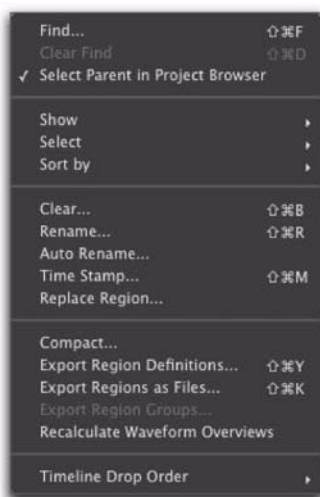 Find... ⇧⌘F
Clear Find ⇧⌘D
✓ Select Parent in Project Browser
Show ▸
Select ▸
Sort by ▸
Clear... ⇧⌘B
Rename... ⇧⌘R
Auto Rename...
Time Stamp... ⇧⌘M
Replace Region...
Compact...
Export Region Definitions... ⇧⌘Y
Export Regions as Files... ⇧⌘K
Export Region Groups...
Recalculate Waveform Overviews
Timeline Drop Order ▸